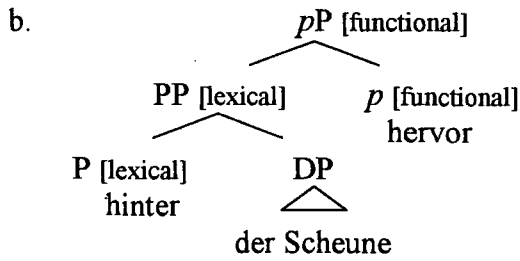 b. pP [functional]
PP [lexical] p [functional]
hervor
P [lexical] DP
hinter
der Scheune